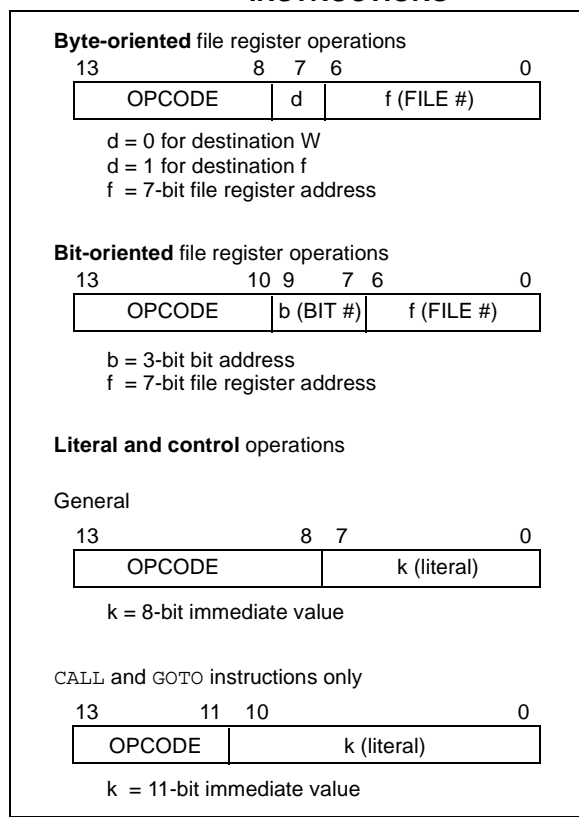 Byte-oriented file register operations
13 8 7 6 0
OPCODE d f (FILE #)
d = 0 for destination W
d = 1 for destination f
f = 7-bit file register address
Bit-oriented file register operations
13 10 9 7 6 0
OPCODE b (BIT #) f (FILE #)
b = 3-bit bit address
f = 7-bit file register address
Literal and control operations
General
13 8 7 0
OPCODE k (literal)
k = 8-bit immediate value
CALL and GOTO instructions only
13 11 10 0
OPCODE k (literal)
k = 11-bit immediate value